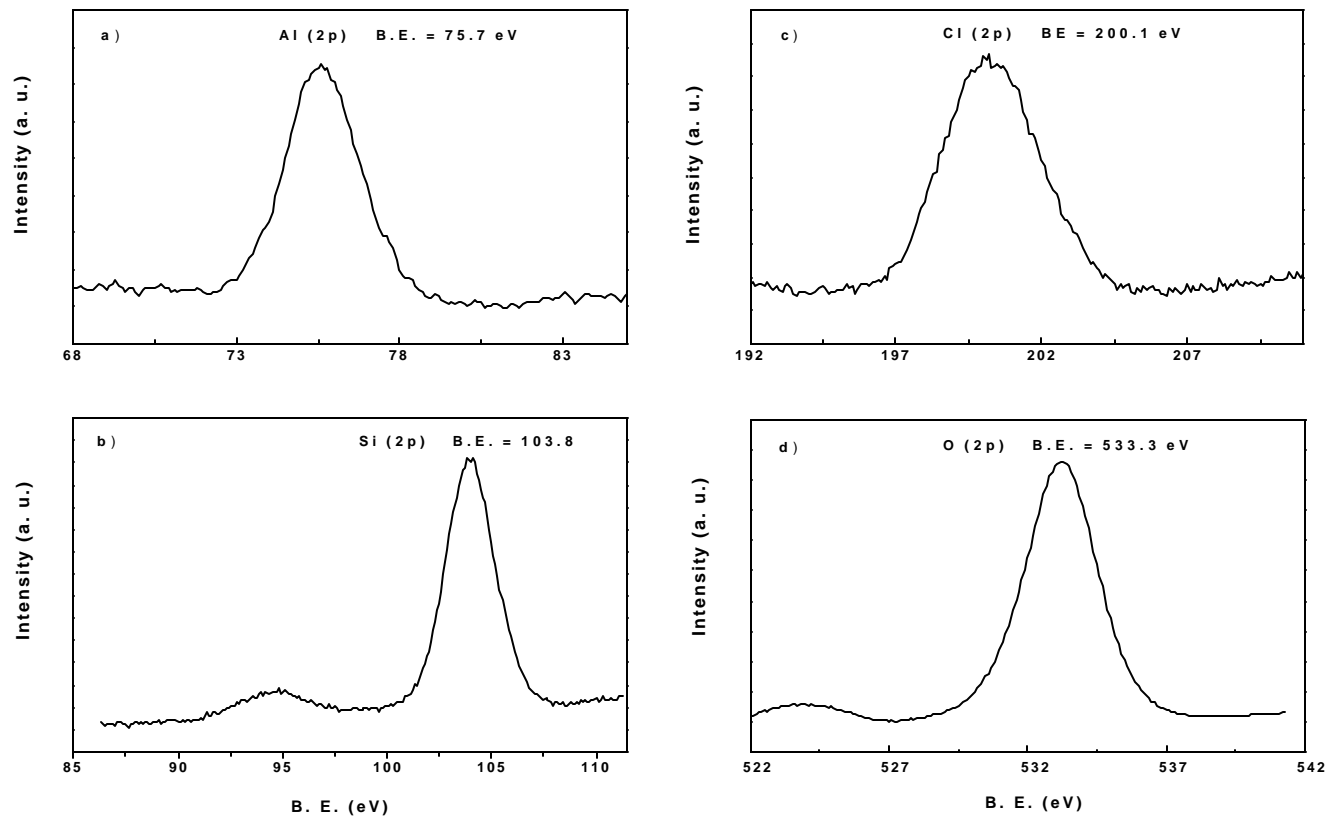 a) Al (2p) B.E. = 75.7 eV
Intensity (a. u.)
68 73 78 83
c) Cl (2p) BE = 200.1 eV
Intensity (a. u.)
192 197 202 207
b) Si (2p) B.E. = 103.8
Intensity (a. u.)
85 90 95 100 105 110
B. E. (eV)
d) O (2p) B.E. = 533.3 eV
Intensity (a. u.)
522 527 532 537 542
B. E. (eV)